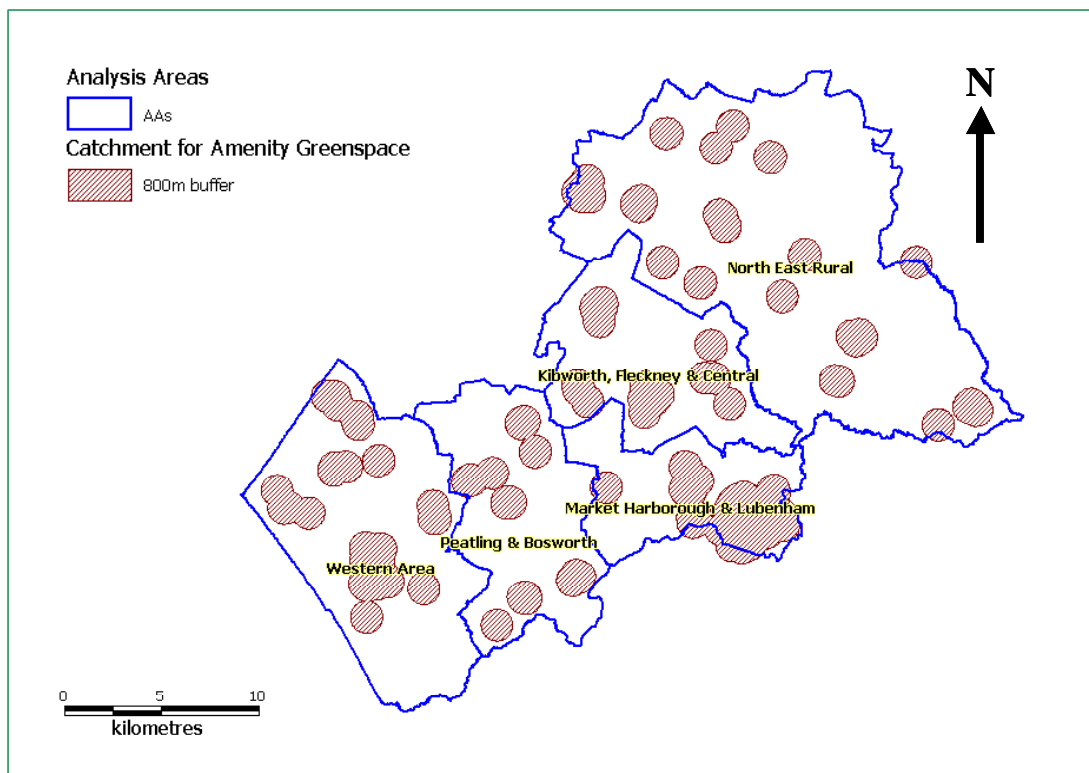 Analysis Areas
AAs
Catchment for Amenity Greenspace
800m buffer
N
North East Rural
Kibworth, Fleckney & Central
Market Harborough & Lubenham
Peatling & Bosworth
Western Area
0 5 10
kilometres